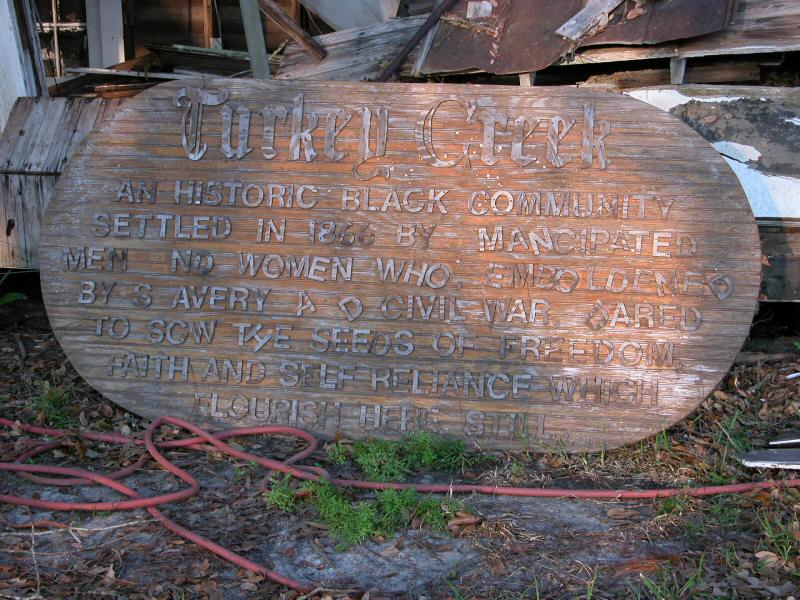 Turkey Creek
AN HISTORIC BLACK COMMUNITY
SETTLED IN 1866 BY MANCIPATED
MEN ND WOMEN WHO, EMBOLDENED
BY S AVERY A D CIVIL WAR, DARED
TO SOW THE SEEDS OF FREEDOM,
FAITH AND SELF RELIANCE WHICH
FLOURISH HERE STILL.